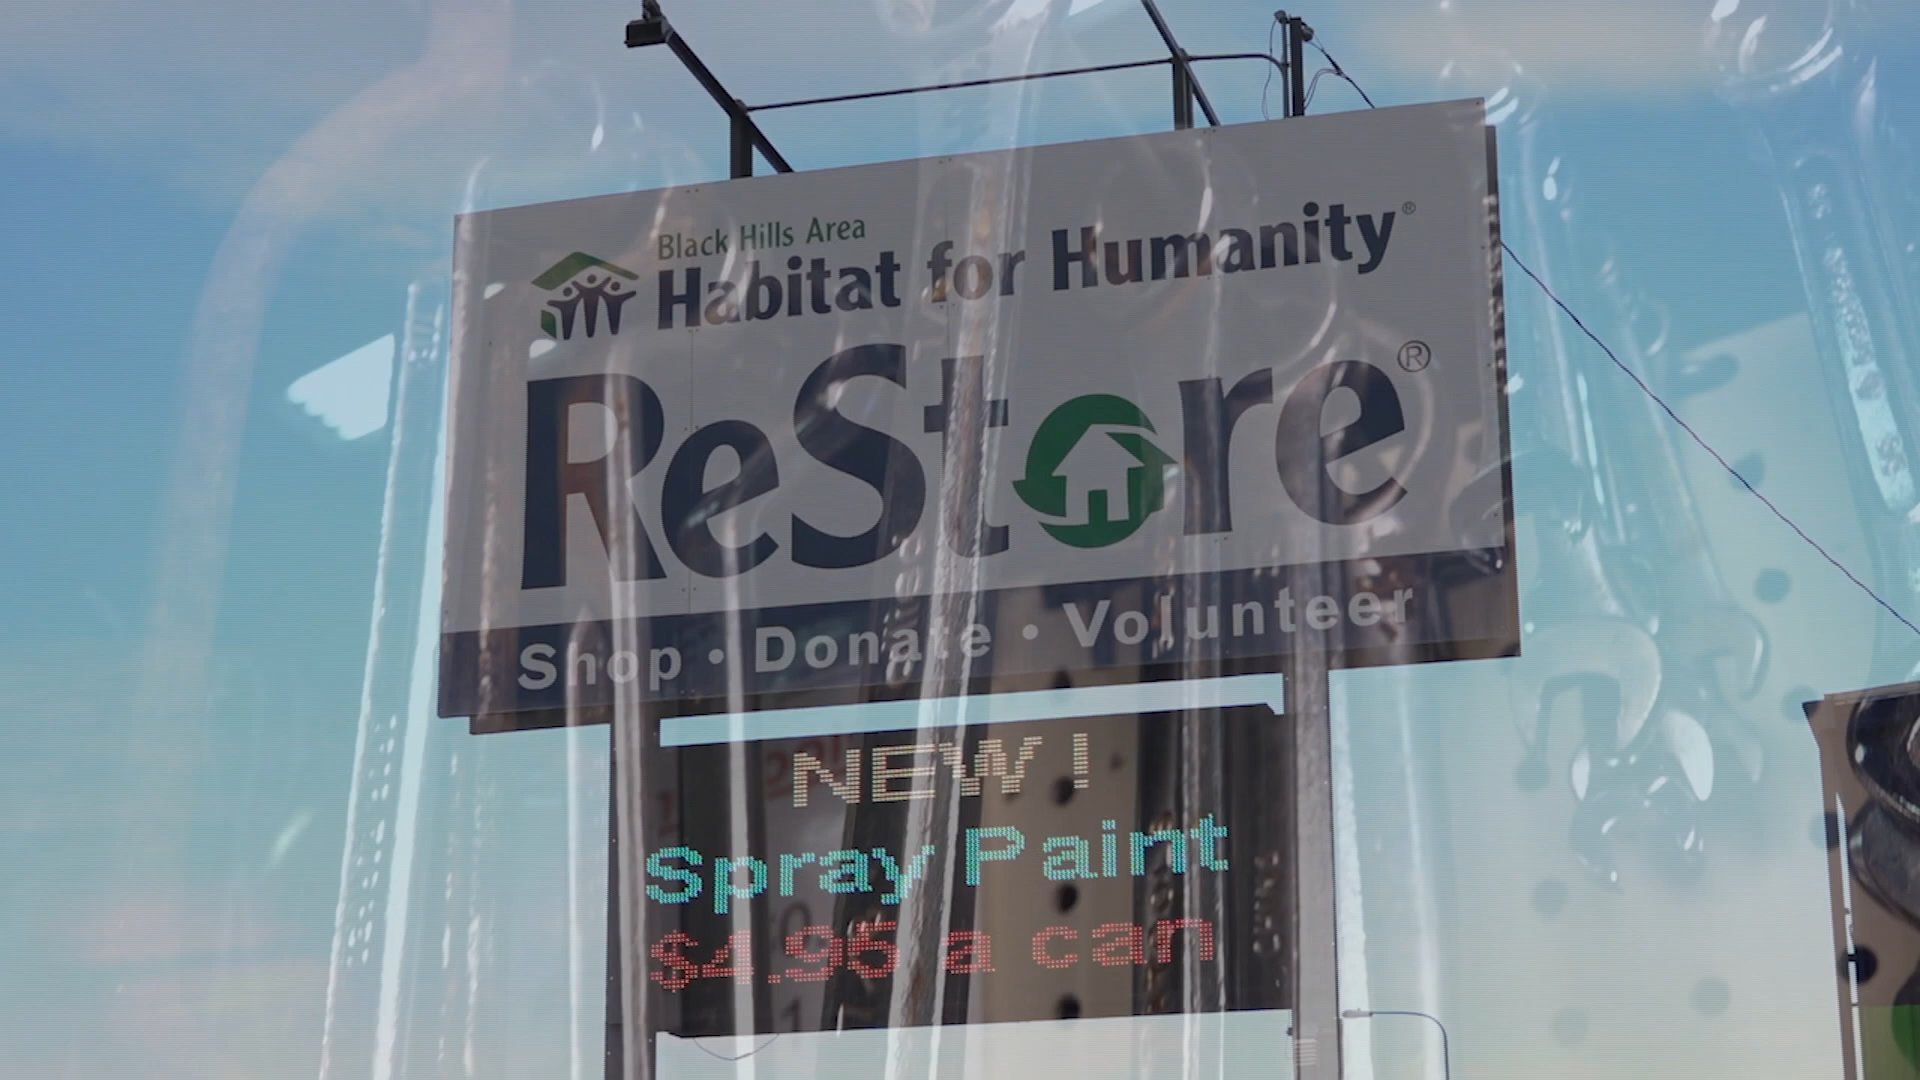 Black Hills Area
Habitat for Humanity®
ReStore®
Shop • Donate • Volunteer
NEW!
Spray Paint
$4.95 a can